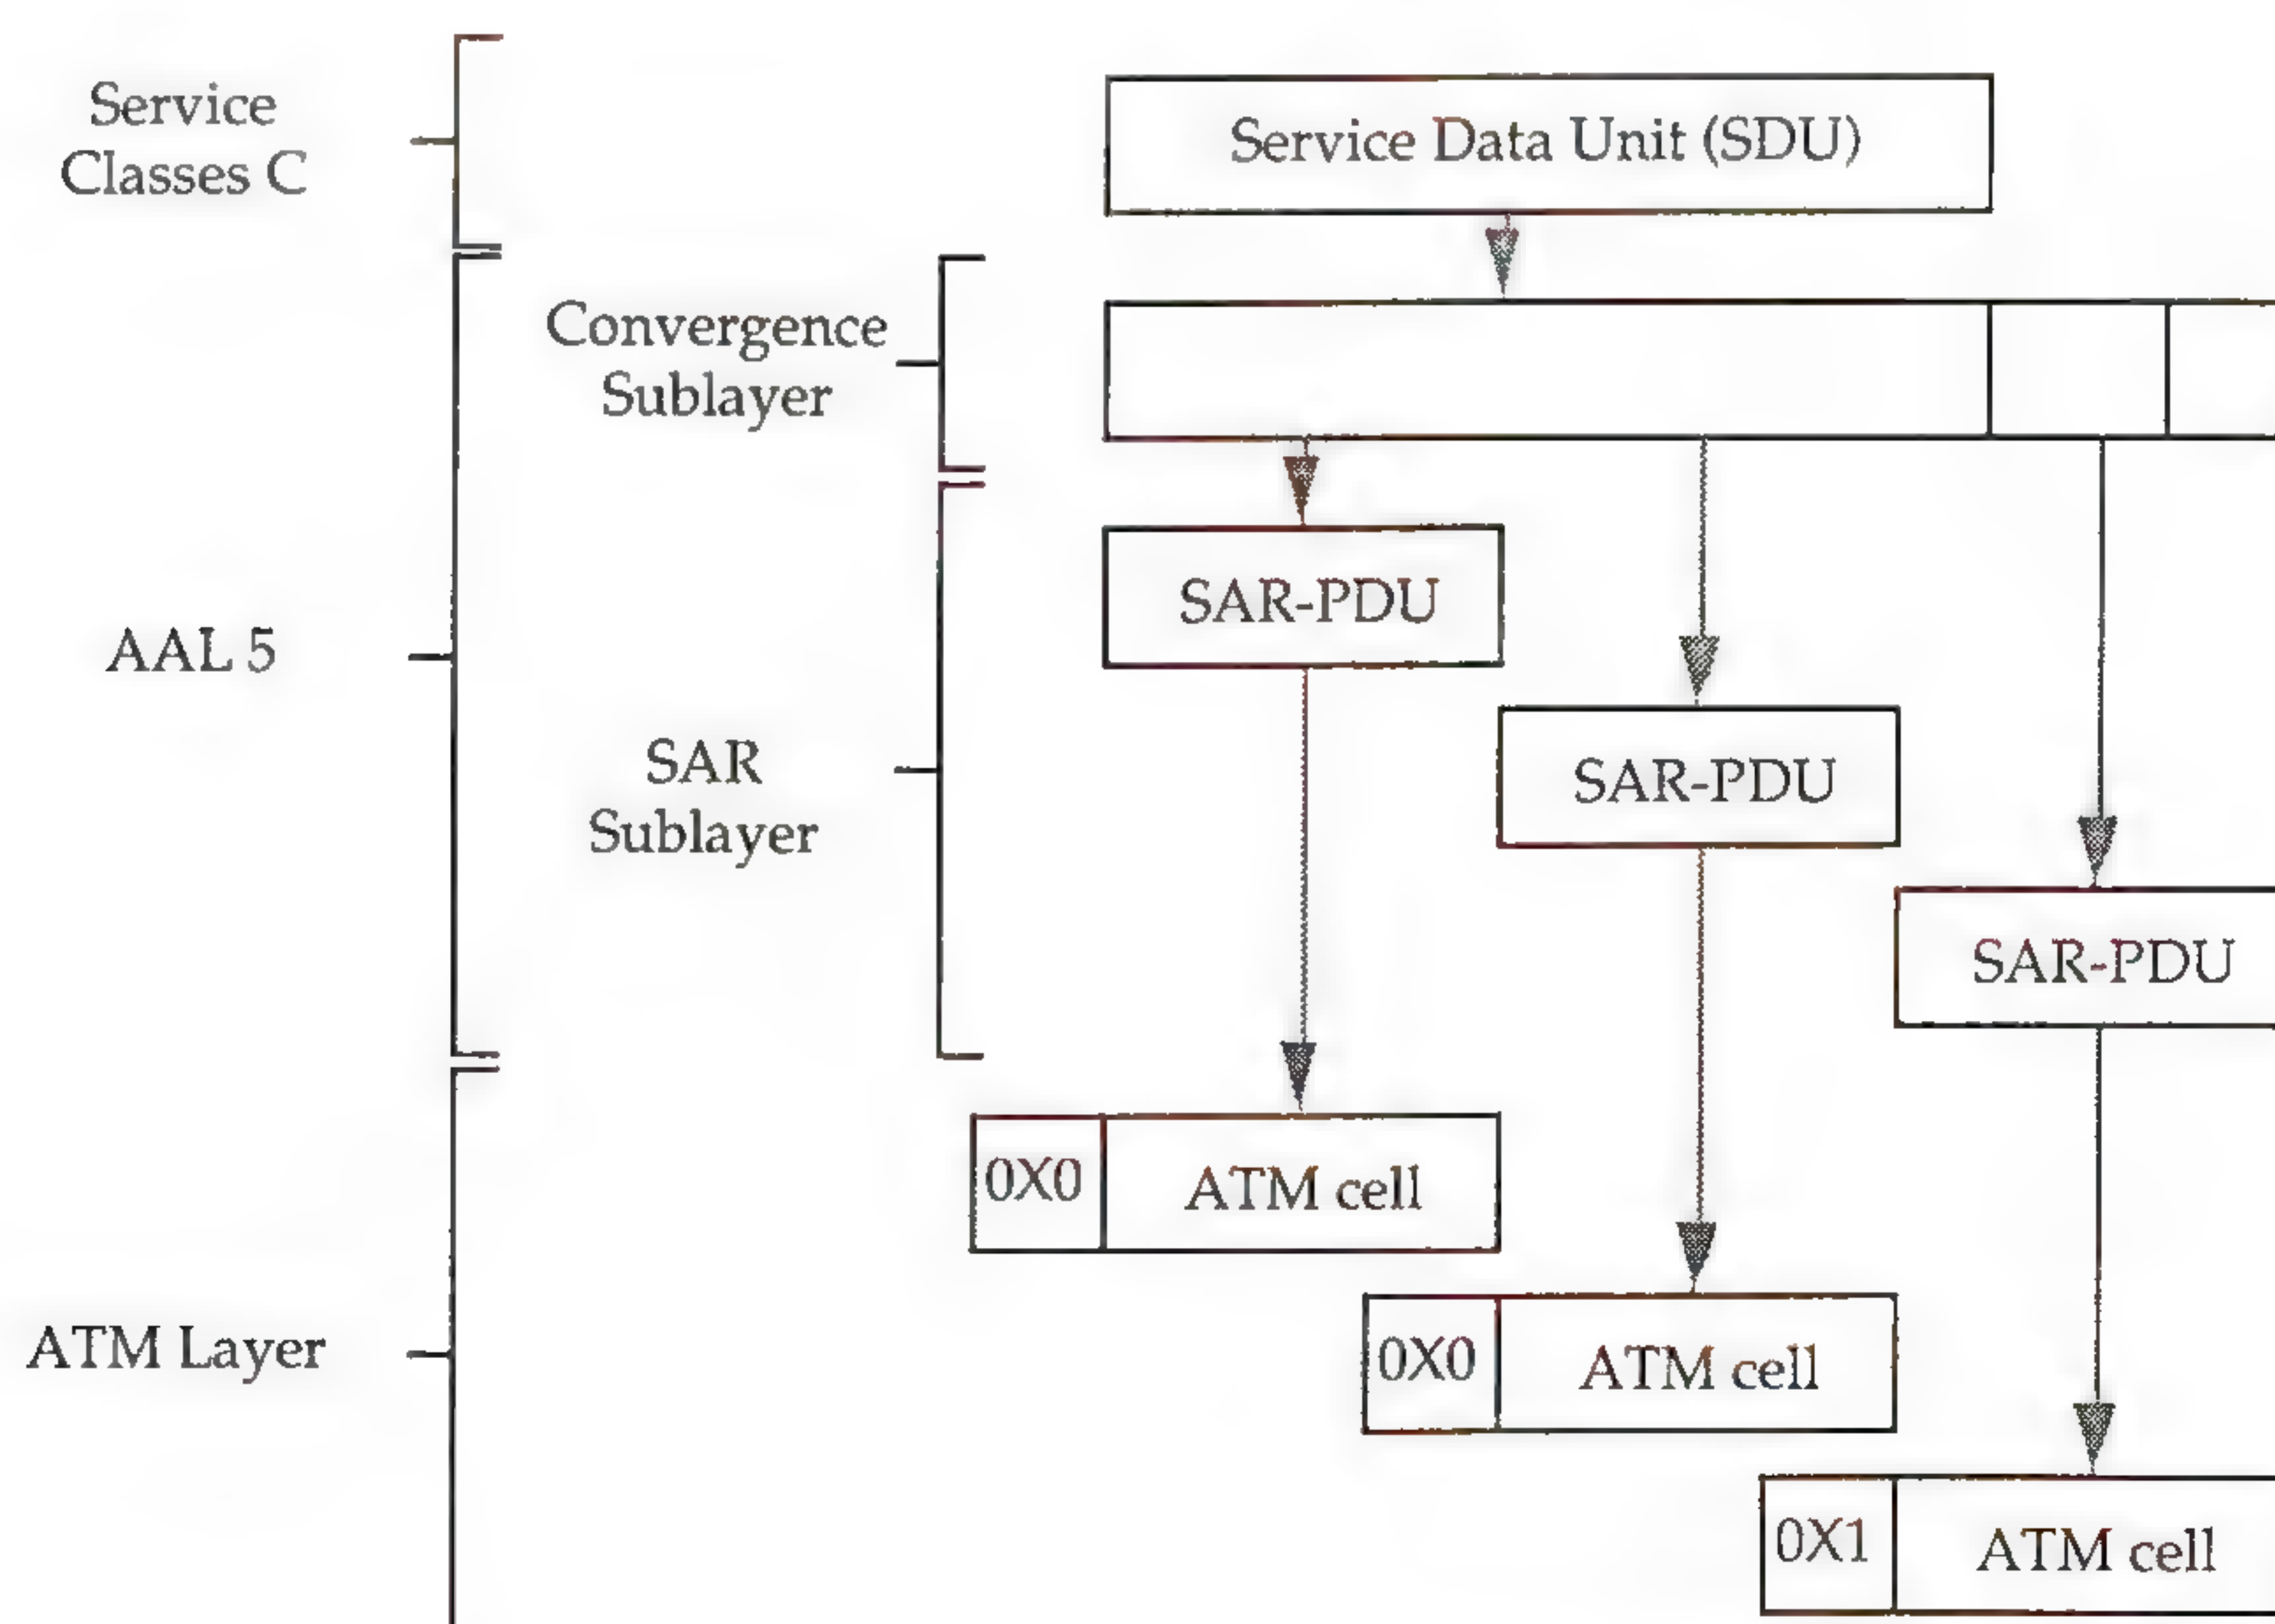 Service
Classes C
Service Data Unit (SDU)
Convergence
Sublayer
SAR-PDU
AAL 5
SAR
Sublayer
SAR-PDU
SAR-PDU
0X0 ATM cell
ATM Layer
0X0 ATM cell
0X1 ATM cell